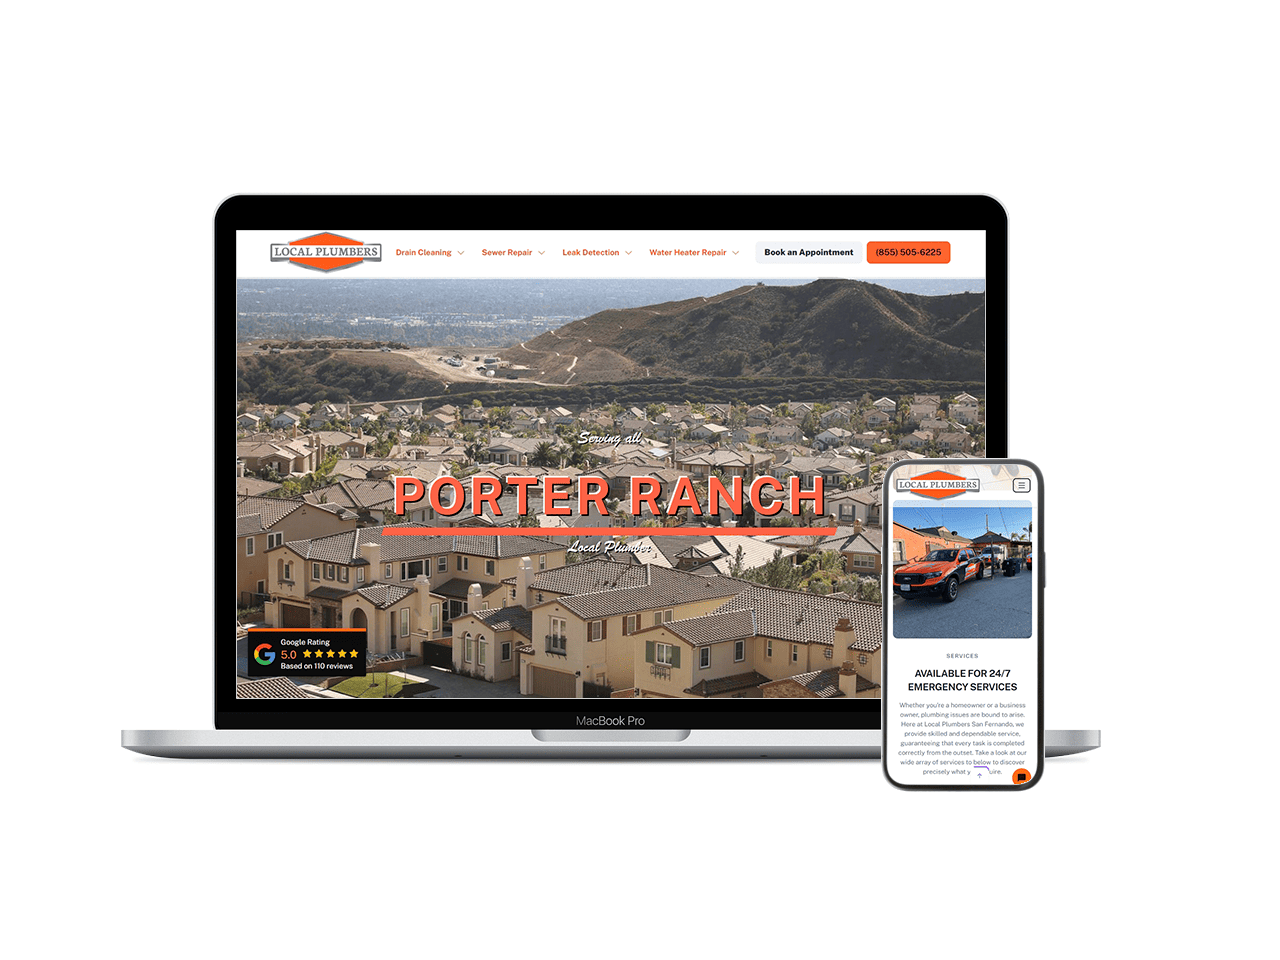 LOCAL PLUMBERS
Drain Cleaning
Sewer Repair
Leak Detection
Water Heater Repair
Book an Appointment
(855) 505-6225
Serving all
PORTER RANCH
Local Plumber
Google Rating
5.0
Based on 110 reviews
MacBook Pro
LOCAL PLUMBERS
SERVICES
AVAILABLE FOR 24/7
EMERGENCY SERVICES
Whether you're a homeowner or a business
owner, plumbing issues are bound to arise.
Here at Local Plumbers San Fernando, we
provide skilled and dependable service,
guaranteeing that every task is completed
correctly from the outset. Take a look at our
wide array of services to below to discover
precisely what